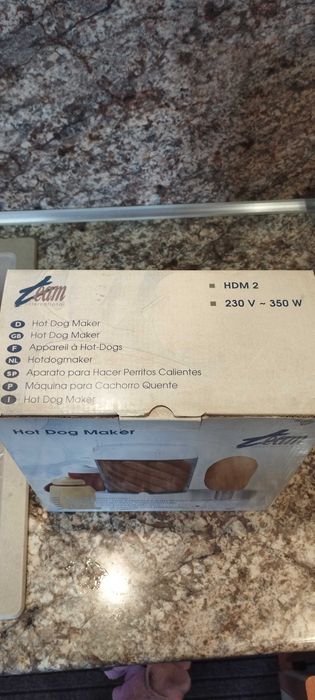 team
international
HDM 2
230 V ~ 350 W
D Hot Dog Maker
GB Hot Dog Maker
F Appareil à Hot-Dogs
NL Hotdogmaker
SP Aparato para Hacer Perritos Calientes
P Máquina para Cachorro Quente
I Hot Dog Maker
Hot Dog Maker
team